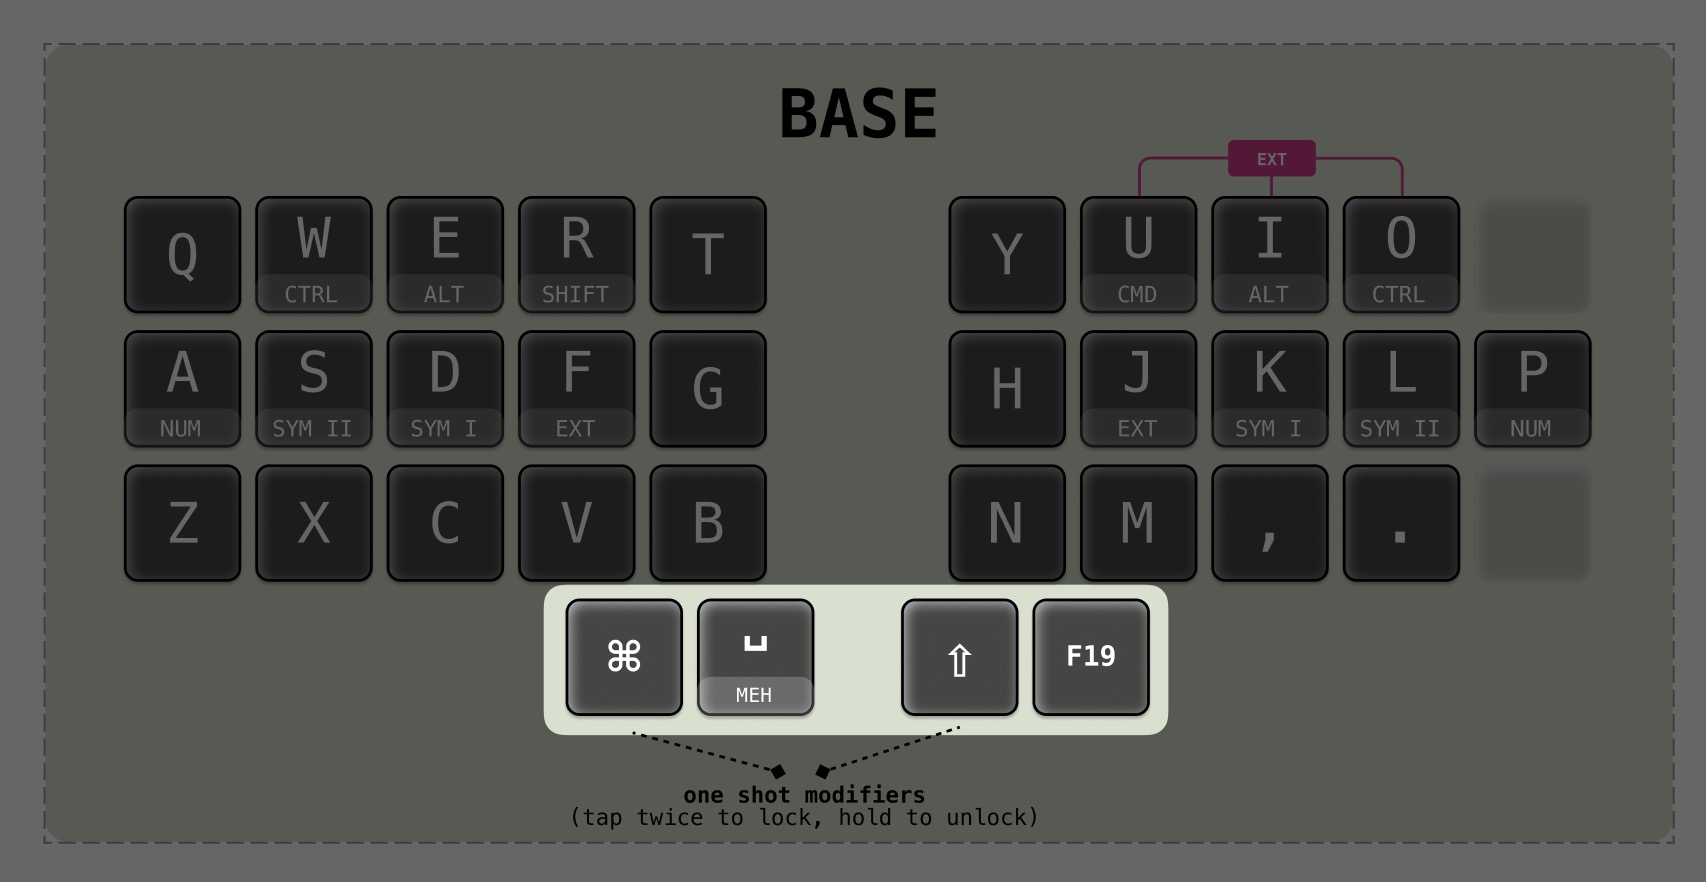 BASE
EXT
Q W E R T Y U I O
CTRL ALT SHIFT CMD ALT CTRL
A S D F G H J K L P
NUM SYM II SYM I EXT EXT SYM I SYM II NUM
Z X C V B N M , .
⌘ ␣ ⇧ F19
MEH
one shot modifiers
(tap twice to lock, hold to unlock)